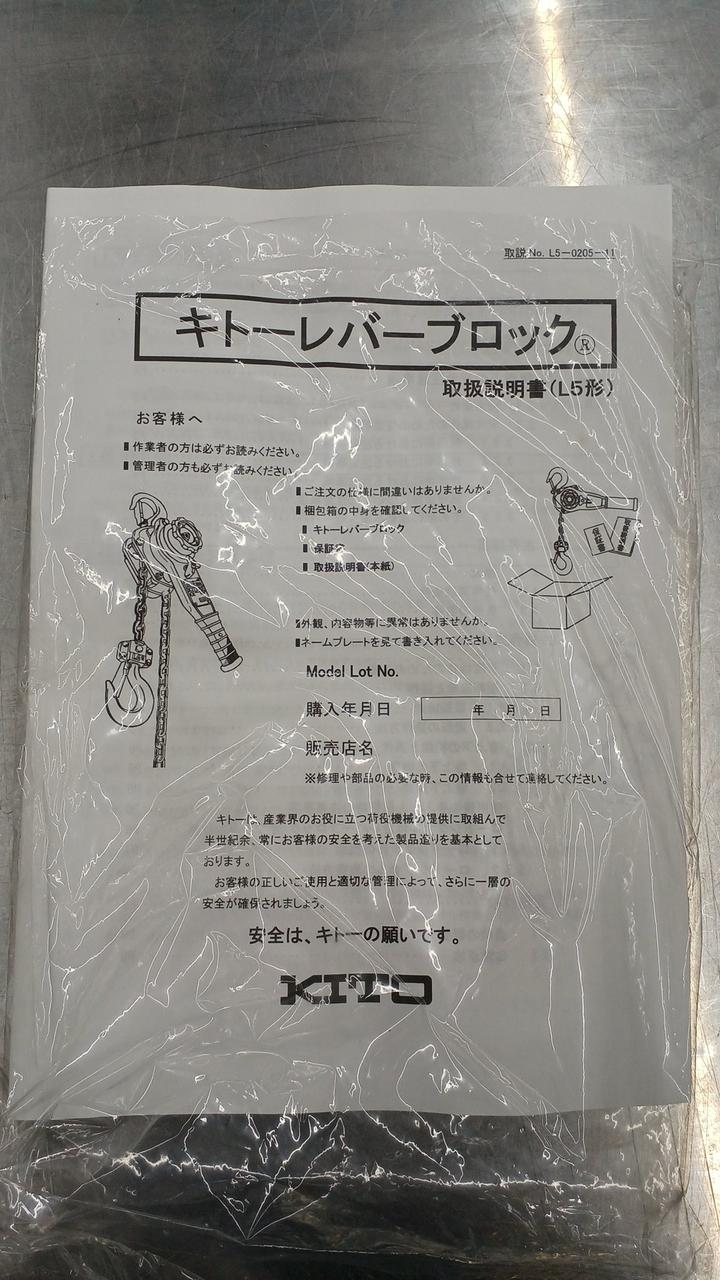 取説No. L5-0205-11
キトーレバーブロック®
取扱説明書(L5形)
お客様へ
作業者の方は必ずお読みください。
管理者の方も必ずお読みください
ご注文の仕様に間違いはありませんか。
梱包箱の中身を確認してください。
キトーレバーブロック
保証書
取扱説明書(本紙)
保証書
取扱説明書
外観、内容物等に異常はありませんか。
ネームプレートを見て書き入れてください。
Model Lot No.
購入年月日 年 月 日
販売店名
※修理や部品の必要な時、この情報も合せて連絡してください。
キトーは、産業界のお役に立つ荷役機械の提供に取組んで
半世紀余、常にお客様の安全を考えた製品造りを基本として
おります。
お客様の正しいご使用と適切な管理によって、さらに一層の
安全が確保されましょう。
安全は、キトーの願いです。
KITO